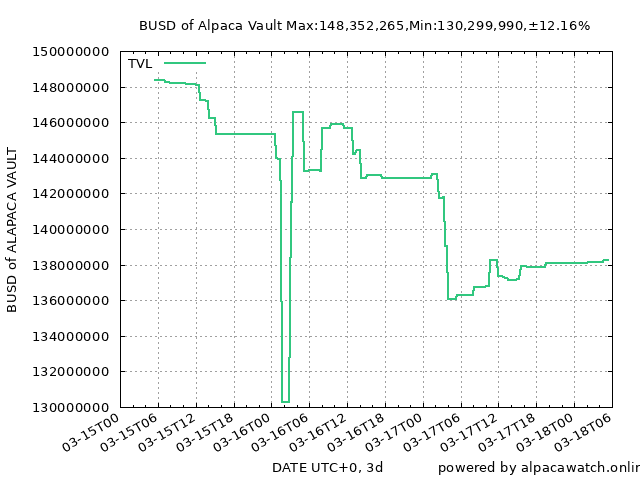 BUSD of Alpaca Vault Max:148,352,265,Min:130,299,990,±12.16%
TVL
150000000
148000000
146000000
144000000
142000000
140000000
138000000
136000000
134000000
132000000
130000000
BUSD of ALAPACA VAULT
03-15T00
03-15T06
03-15T12
03-15T18
03-16T00
03-16T06
03-16T12
03-16T18
03-17T00
03-17T06
03-17T12
03-17T18
03-18T00
03-18T06
DATE UTC+0, 3d
powered by alpacawatch.onlin